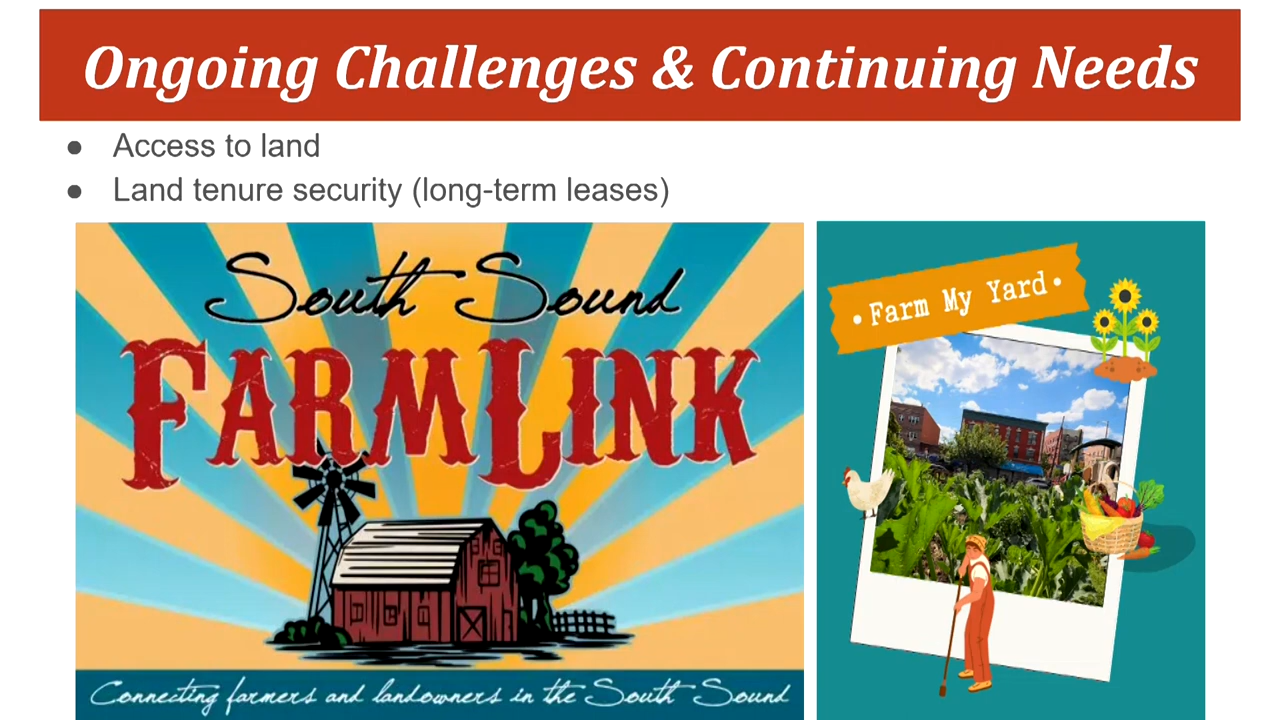 Ongoing Challenges & Continuing Needs
● Access to land
● Land tenure security (long-term leases)
South Sound
FARMLINK
Connecting farmers and landowners in the South Sound
• Farm My Yard •